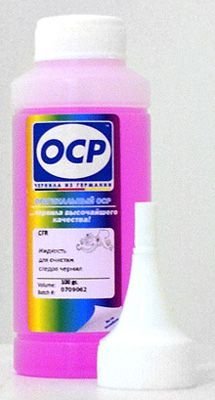 OCP
ЧЕРНИЛА ИЗ ГЕРМАНИИ
ОРИГИНАЛЬНЫЙ OCP
чернила высочайшего
качества!
CFR
Жидкость
для очистки
следов чернил
Volume: 100 gr.
Batch #: 0709062